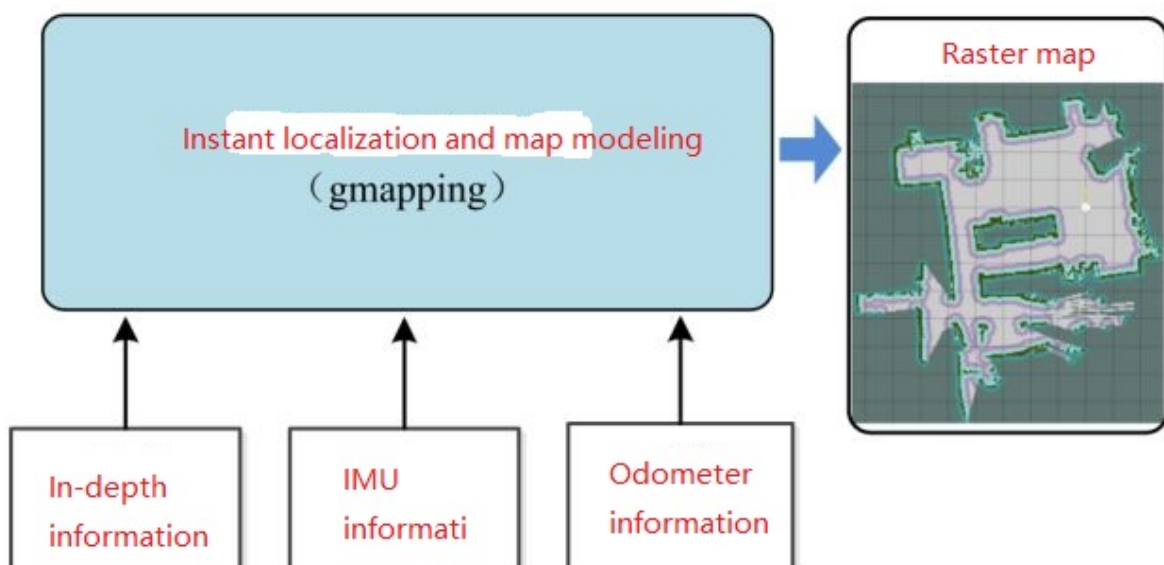 Raster map
Instant localization and map modeling
（gmapping）
In-depth
information
IMU
informati
Odometer
information